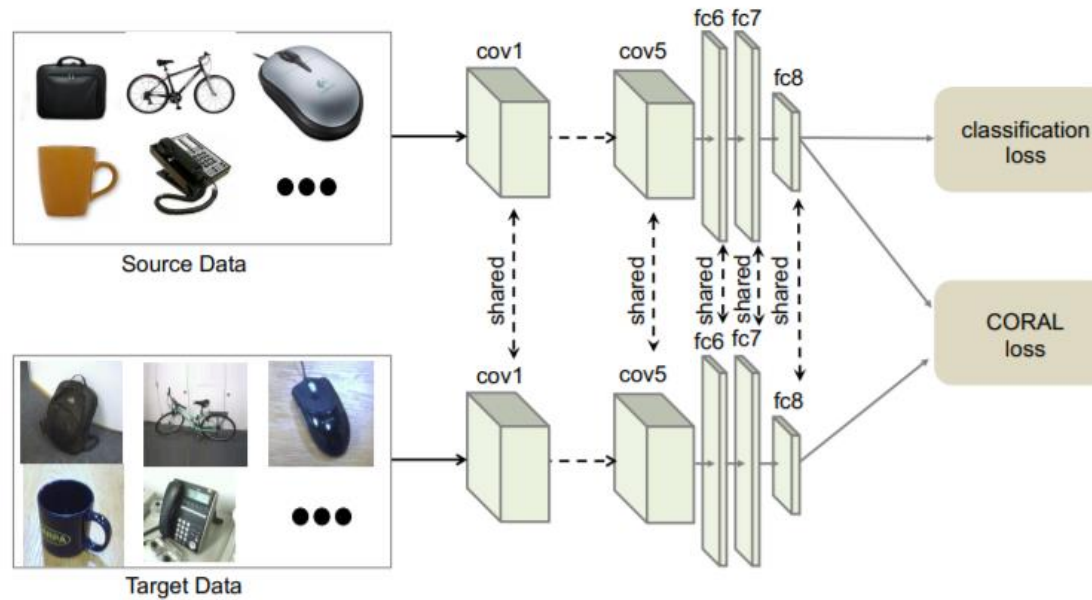 fc6 fc7
cov1
cov5
fc8
classification
loss
Source Data
shared
shared
shared
shared
shared
CORAL
loss
fc6 fc7
cov1
cov5
fc8
Target Data